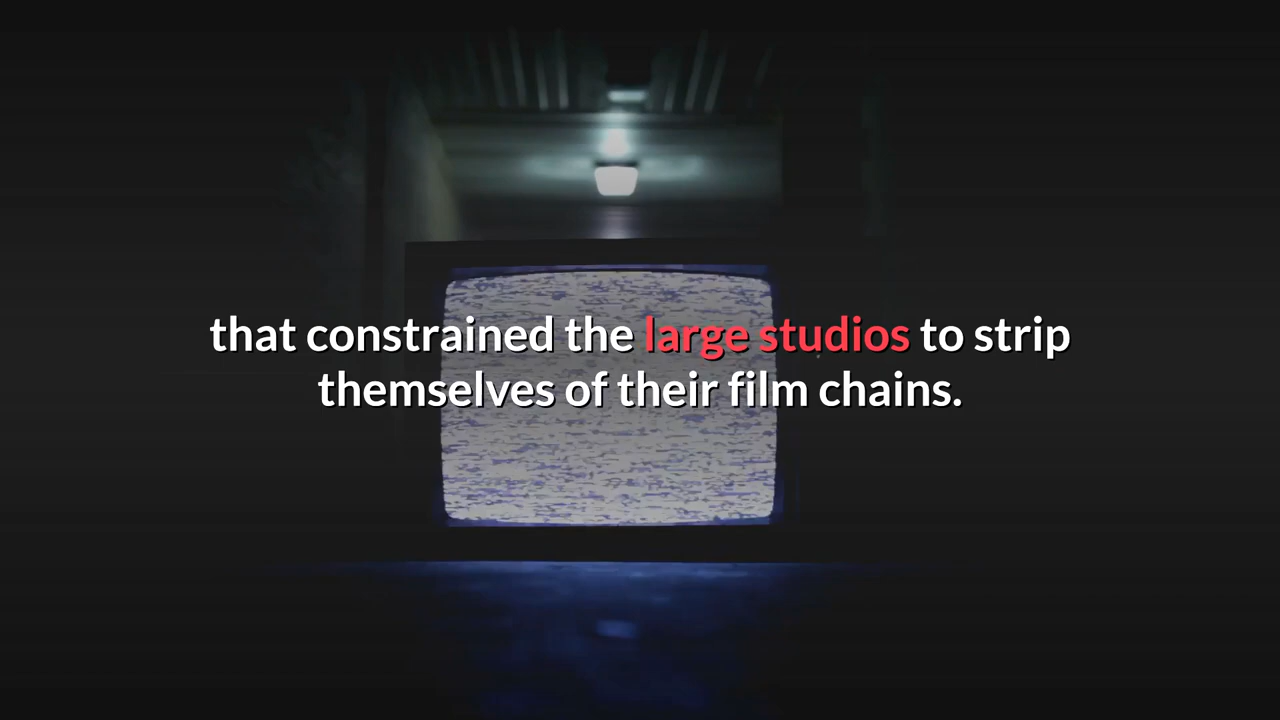 that constrained the large studios to strip
themselves of their film chains.